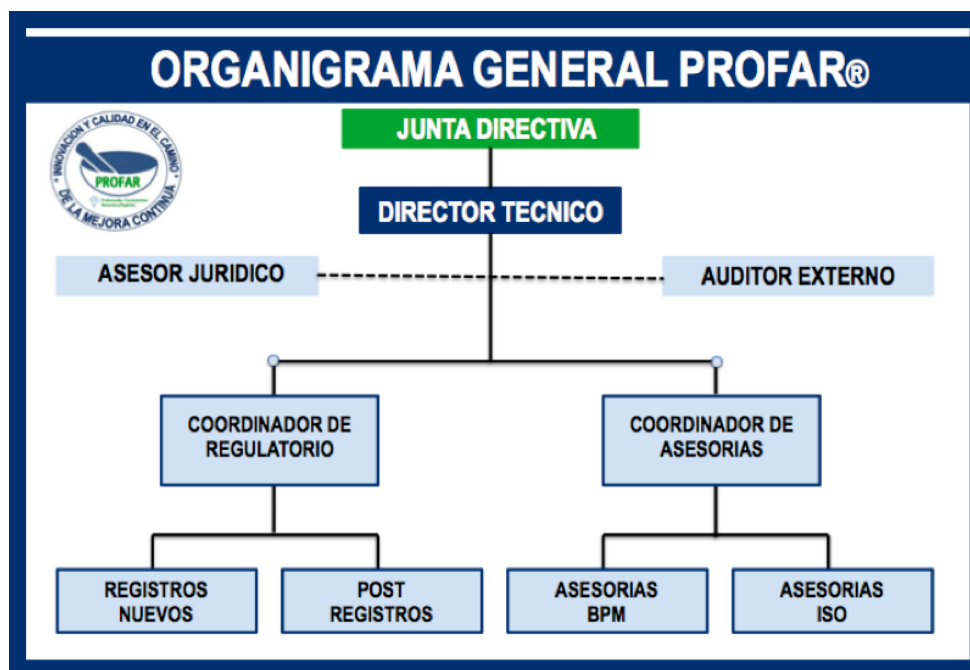 ORGANIGRAMA GENERAL PROFAR®
INNOVACION Y CALIDAD EN EL CAMINO
PROFAR
DE LA MEJORA CONTINUA
JUNTA DIRECTIVA
DIRECTOR TECNICO
ASESOR JURIDICO
AUDITOR EXTERNO
COORDINADOR DE
REGULATORIO
COORDINADOR DE
ASESORIAS
REGISTROS
NUEVOS
POST
REGISTROS
ASESORIAS
BPM
ASESORIAS
ISO